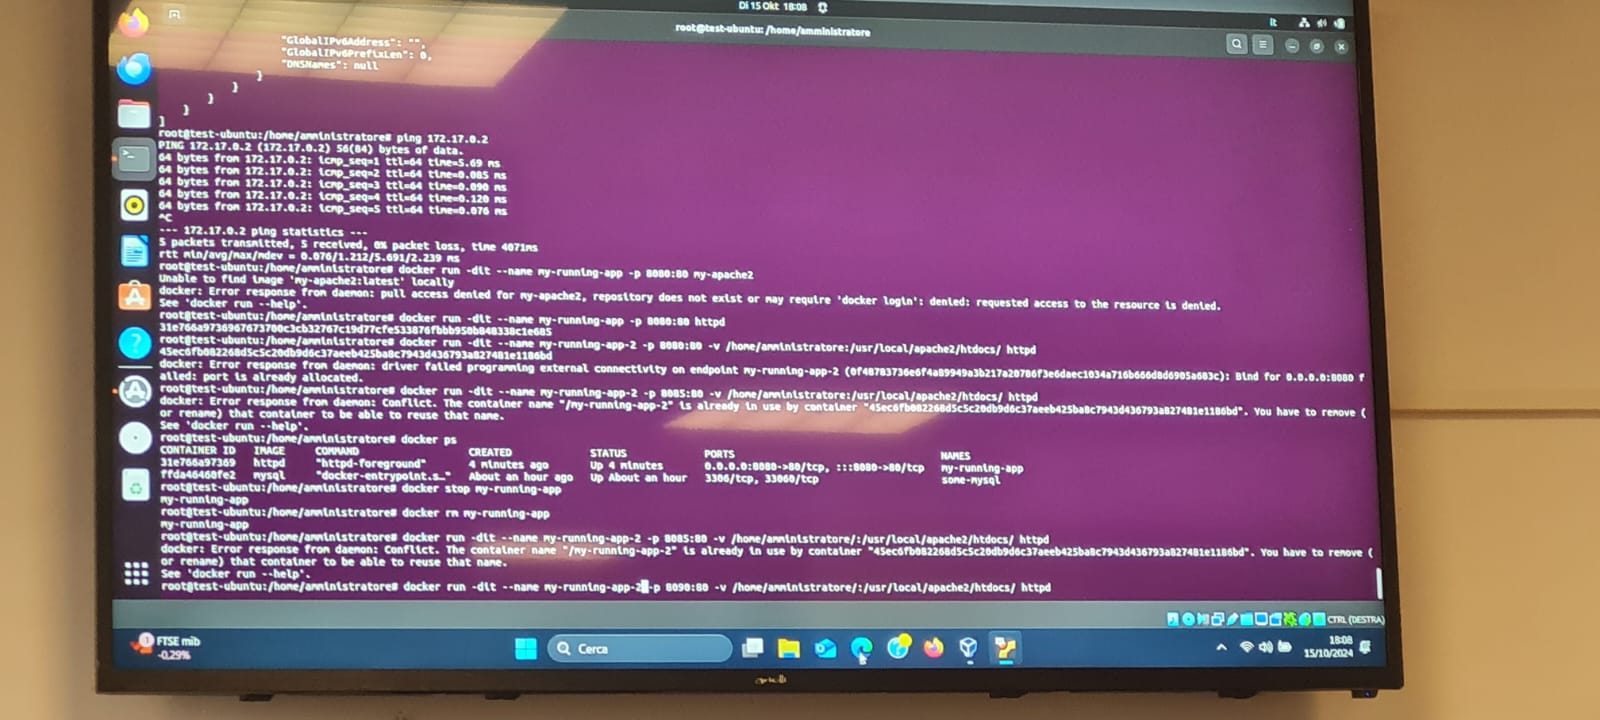 Di 15 Okt 18:08
root@test-ubuntu: /home/amministratore
"GlobalIPv6Address": "",
"GlobalIPv6PrefixLen": 0,
"DNSNames": null
}
}
}
}
]
root@test-ubuntu:/home/amministratore# ping 172.17.0.2
PING 172.17.0.2 (172.17.0.2) 56(84) bytes of data.
64 bytes from 172.17.0.2: icmp_seq=1 ttl=64 time=5.69 ms
64 bytes from 172.17.0.2: icmp_seq=2 ttl=64 time=0.085 ms
64 bytes from 172.17.0.2: icmp_seq=3 ttl=64 time=0.090 ms
64 bytes from 172.17.0.2: icmp_seq=4 ttl=64 time=0.120 ms
64 bytes from 172.17.0.2: icmp_seq=5 ttl=64 time=0.076 ms
^C
--- 172.17.0.2 ping statistics ---
5 packets transmitted, 5 received, 0% packet loss, time 4071ms
rtt min/avg/max/mdev = 0.076/1.212/5.691/2.239 ms
root@test-ubuntu:/home/amministratore# docker run -dit --name my-running-app -p 8080:80 my-apache2
Unable to find image 'my-apache2:latest' locally
docker: Error response from daemon: pull access denied for my-apache2, repository does not exist or may require 'docker login': denied: requested access to the resource is denied.
See 'docker run --help'.
root@test-ubuntu:/home/amministratore# docker run -dit --name my-running-app -p 8080:80 httpd
root@test-ubuntu:/home/amministratore# docker run -dit --name my-running-app-2 -p 8080:80 -v /home/amministratore:/usr/local/apache2/htdocs/ httpd
45ec6fb082268d5c5c20db9d6c37aeeb425ba8c7943d436793a827481e1186bd
docker: Error response from daemon: driver failed programming external connectivity on endpoint my-running-app-2 Bind for 0.0.0.0:8080 f
ailed: port is already allocated.
root@test-ubuntu:/home/amministratore# docker run -dit --name my-running-app-2 -p 8085:80 -v /home/amministratore:/usr/local/apache2/htdocs/ httpd
docker: Error response from daemon: Conflict. The container name "/my-running-app-2" is already in use by container "45ec6fb082268d5c5c20db9d6c37aeeb425ba8c7943d436793a827481e1186bd". You have to remove (
or rename) that container to be able to reuse that name.
See 'docker run --help'.
root@test-ubuntu:/home/amministratore# docker ps
CONTAINER ID IMAGE COMMAND CREATED STATUS PORTS NAMES
31e766a97369 httpd "httpd-foreground" 4 minutes ago Up 4 minutes 0.0.0.0:8080->80/tcp, :::8080->80/tcp my-running-app
ffda46460fe2 mysql "docker-entrypoint.s…" About an hour ago Up About an hour 3306/tcp, 33060/tcp some-mysql
root@test-ubuntu:/home/amministratore# docker stop my-running-app
my-running-app
root@test-ubuntu:/home/amministratore# docker rm my-running-app
my-running-app
root@test-ubuntu:/home/amministratore# docker run -dit --name my-running-app-2 -p 8085:80 -v /home/amministratore/:/usr/local/apache2/htdocs/ httpd
docker: Error response from daemon: Conflict. The container name "/my-running-app-2" is already in use by container "45ec6fb082268d5c5c20db9d6c37aeeb425ba8c7943d436793a827481e1186bd". You have to remove (
or rename) that container to be able to reuse that name.
See 'docker run --help'.
root@test-ubuntu:/home/amministratore# docker run -dit --name my-running-app-2 -p 8090:80 -v /home/amministratore/:/usr/local/apache2/htdocs/ httpd
CTRL (DESTRA)
1
FTSE mib
-0,29%
Cerca
18:08
15/10/2024